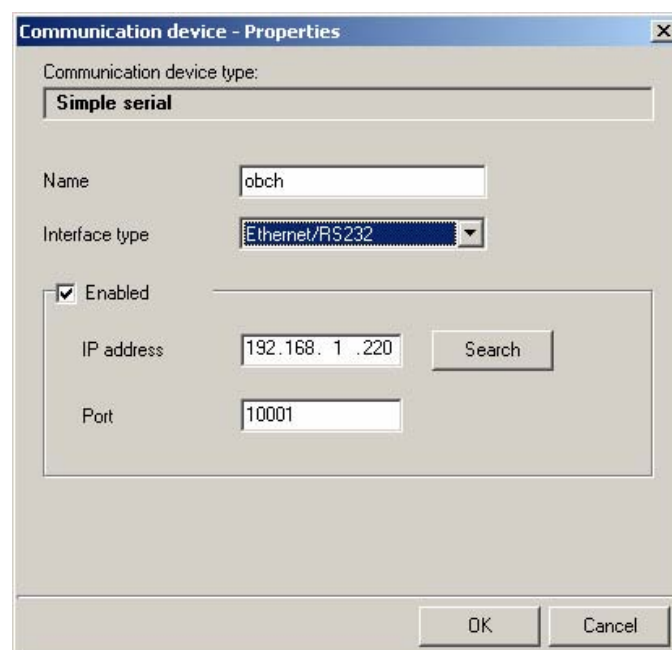 Communication device - Properties
Communication device type:
Simple serial
Name obch
Interface type Ethernet/RS232
Enabled
IP address 192.168. 1 .220 Search
Port 10001
OK Cancel